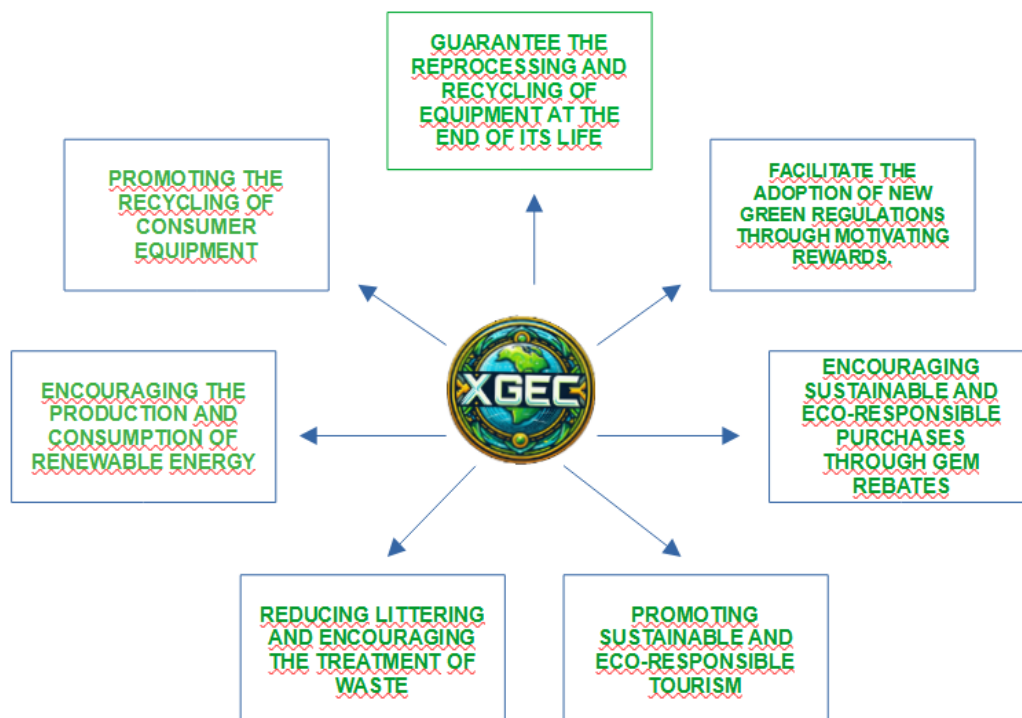 GUARANTEE THE
REPROCESSING AND
RECYCLING OF
EQUIPMENT AT THE
END OF ITS LIFE
PROMOTING THE
RECYCLING OF
CONSUMER
EQUIPMENT
FACILITATE THE
ADOPTION OF NEW
GREEN REGULATIONS
THROUGH MOTIVATING
REWARDS.
XGEC
ENCOURAGING THE
PRODUCTION AND
CONSUMPTION OF
RENEWABLE ENERGY
ENCOURAGING
SUSTAINABLE AND
ECO-RESPONSIBLE
PURCHASES
THROUGH GEM
REBATES
REDUCING LITTERING
AND ENCOURAGING
THE TREATMENT OF
WASTE
PROMOTING
SUSTAINABLE AND
ECO-RESPONSIBLE
TOURISM